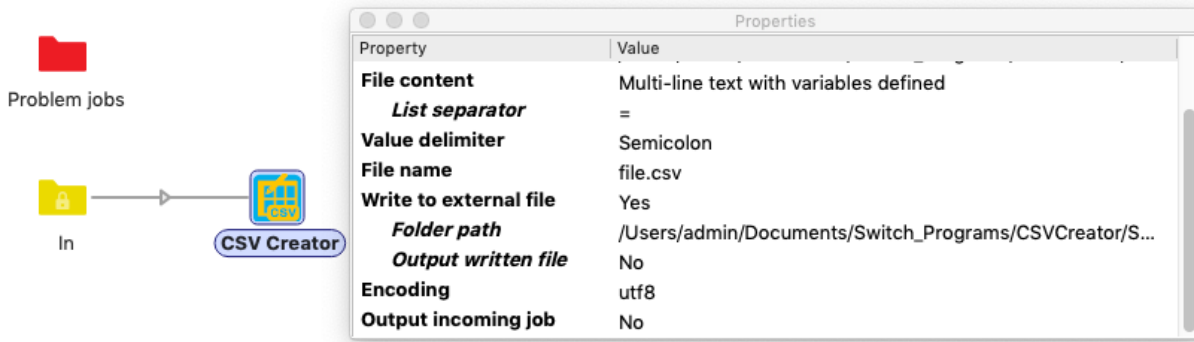 Properties
Property Value
File content Multi-line text with variables defined
List separator =
Value delimiter Semicolon
File name file.csv
Write to external file Yes
Folder path /Users/admin/Documents/Switch_Programs/CSVCreator/S...
Output written file No
Encoding utf8
Output incoming job No
Problem jobs
In
CSV
CSV Creator